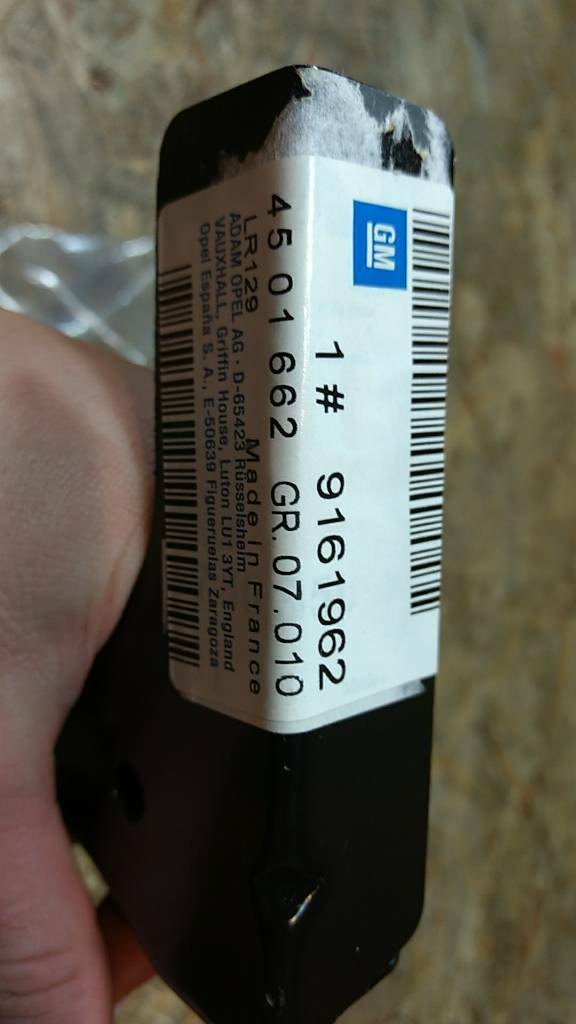 GM
1# 9161962
45 01 662 GR. 07.010
LR129 Made in France
ADAM OPEL AG · D-65423 Rüsselsheim
VAUXHALL, Griffin House, Luton LU1 3YT, England
Opel España S. A., E-50639 Figueruelas Zaragoza